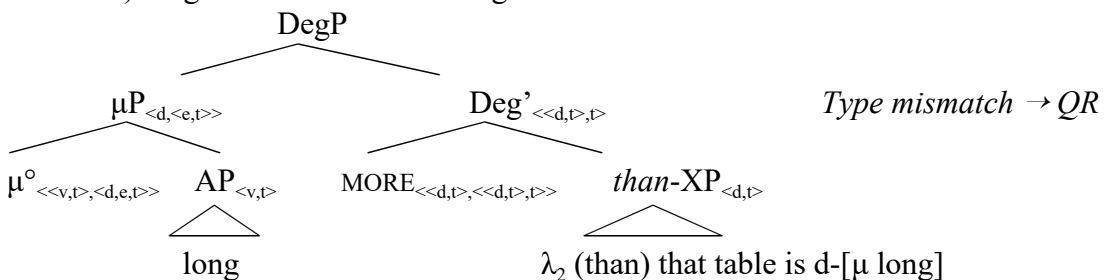 DegP
μP<d,<e,t>> Deg’<<d,t>,t> Type mismatch → QR
μ°<<v,t>,<d,e,t>> AP<v,t> MORE<<d,t>,<<d,t>,t>> than-XP<d,t>
long λ2 (than) that table is d-[μ long]